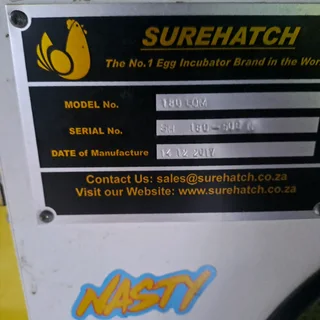 SUREHATCH
The No.1 Egg Incubator Brand in the Wor
MODEL No.
SERIAL No.
DATE of Manufacture 14 12 2017
Contact Us: sales@surehatch.co.za
Visit our Website: www.surehatch.co.za
NASTY